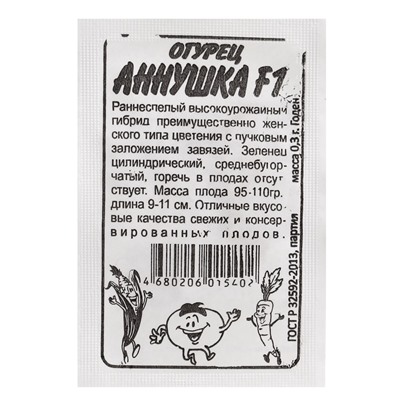 ОГУРЕЦ
АННУШКА F1
Раннеспелый высокоурожайный
гибрид преимущественно жен-
ского типа цветения с пучковым
заложением завязей. Зеленец
цилиндрический, среднебугор-
чатый, горечь в плодах отсут
ствует. Масса плода 95-110гр.
длина 9-11 см. Отличные вкусо-
вые качества свежих и консер-
вированных плодов.
4 680206 015402
ГОСТ Р 32592-2013, партия
масса 0,3 г. Годен